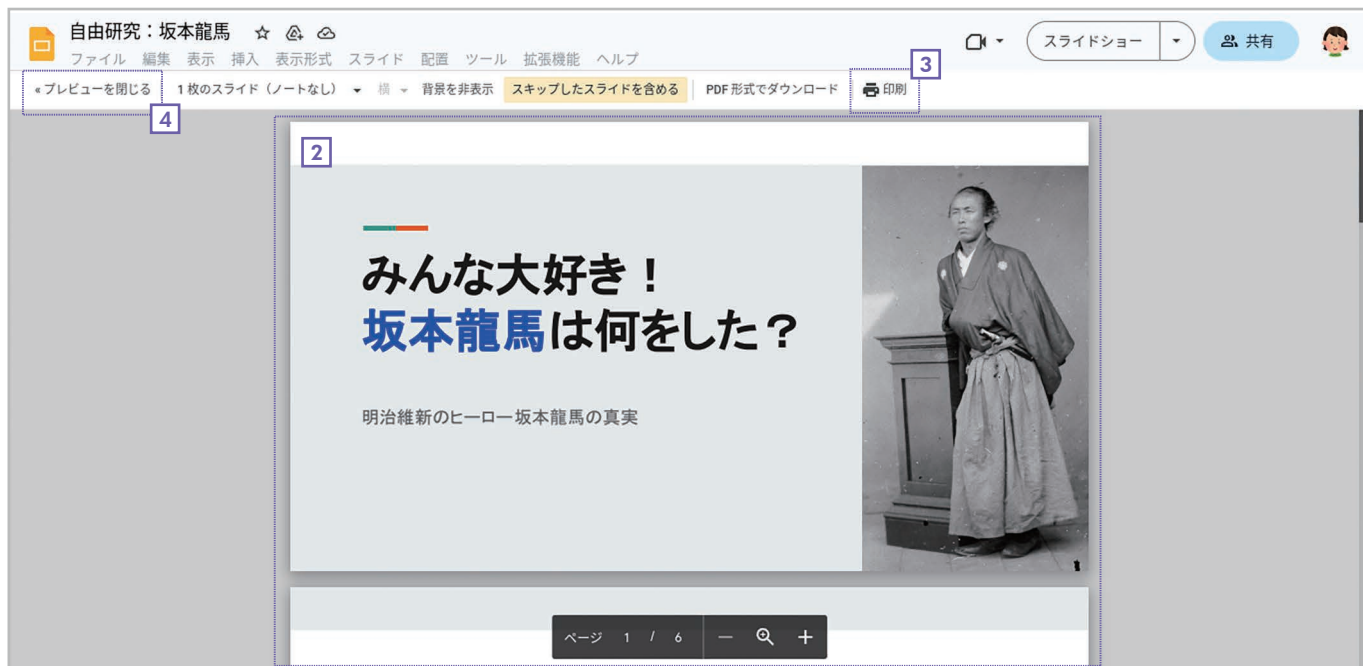 自由研究：坂本龍馬
ファイル 編集 表示 挿入 表示形式 スライド 配置 ツール 拡張機能 ヘルプ
スライドショー
共有
3
«プレビューを閉じる 1枚のスライド（ノートなし） 横 背景を非表示 スキップしたスライドを含める PDF形式でダウンロード 印刷
4
2
みんな大好き！
坂本龍馬は何をした？
明治維新のヒーロー坂本龍馬の真実
1
ページ 1 / 6